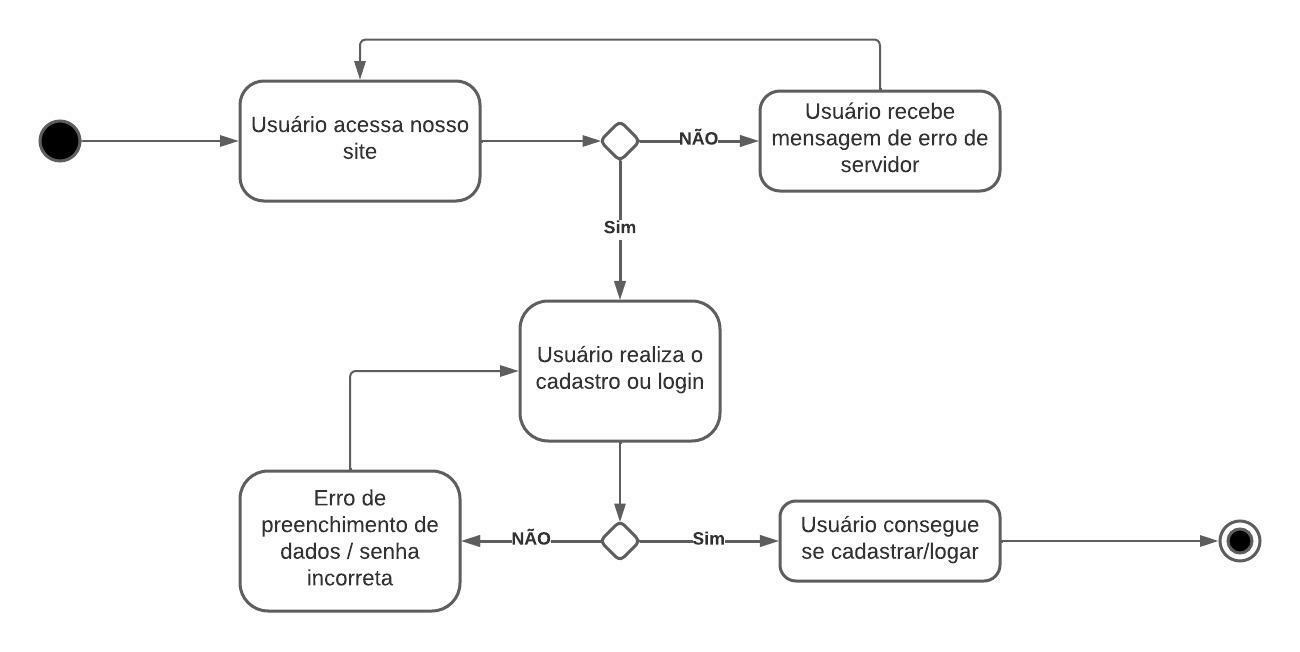 Usuário acessa nosso
site
NÃO
Usuário recebe
mensagem de erro de
servidor
Sim
Usuário realiza o
cadastro ou login
Erro de
preenchimento de
dados / senha
incorreta
NÃO
Sim
Usuário consegue
se cadastrar/logar